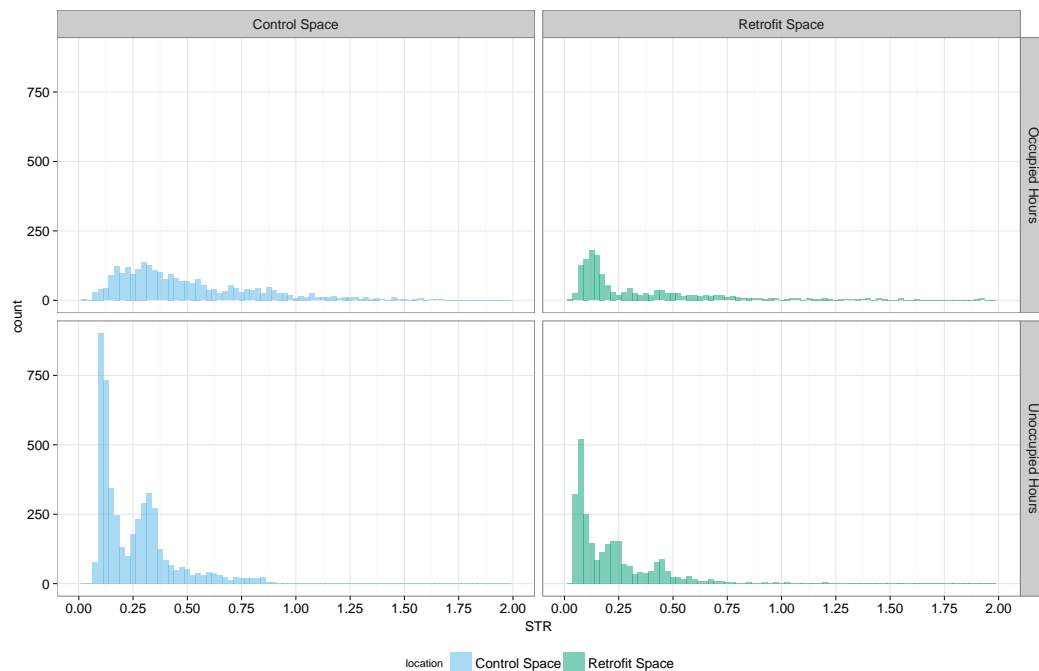 Control Space
Retrofit Space
Occupied Hours
Unoccupied Hours
count
750
500
250
0
750
500
250
0
0.00 0.25 0.50 0.75 1.00 1.25 1.50 1.75 2.00
0.00 0.25 0.50 0.75 1.00 1.25 1.50 1.75 2.00
STR
location Control Space Retrofit Space